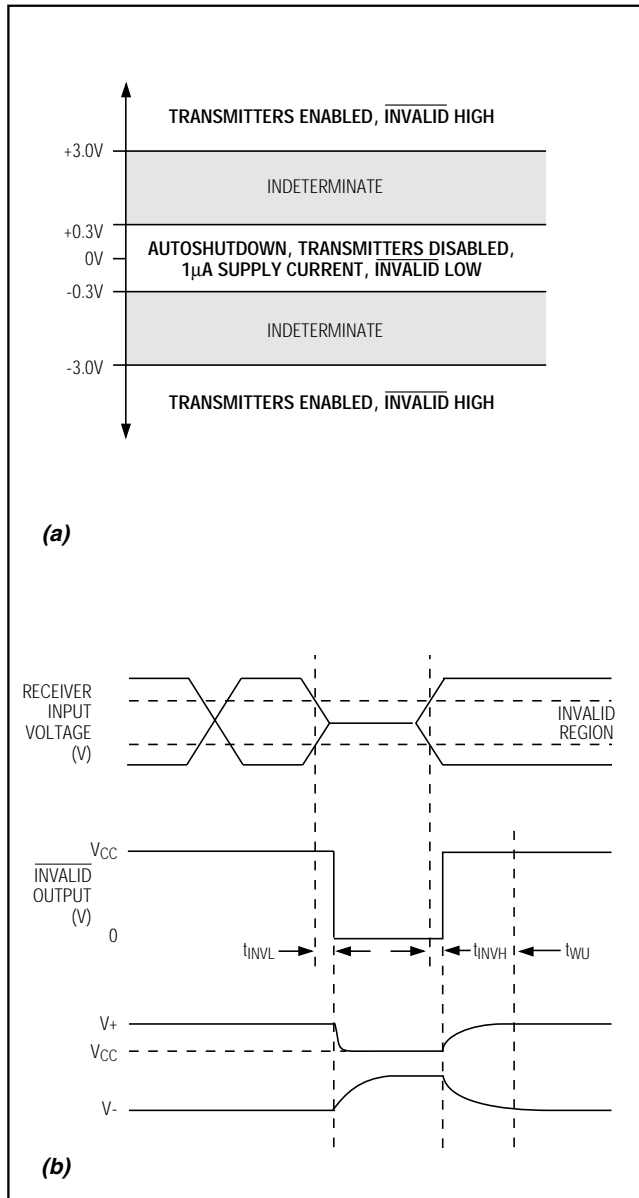 TRANSMITTERS ENABLED, INVALID HIGH
+3.0V
INDETERMINATE
+0.3V
AUTOSHUTDOWN, TRANSMITTERS DISABLED,
0V
1µA SUPPLY CURRENT, INVALID LOW
-0.3V
INDETERMINATE
-3.0V
TRANSMITTERS ENABLED, INVALID HIGH
(a)
RECEIVER
INPUT
VOLTAGE
(V)
INVALID
REGION
VCC
INVALID
OUTPUT
(V)
0
tINVL
tINVH
tWU
V+
VCC
V-
(b)